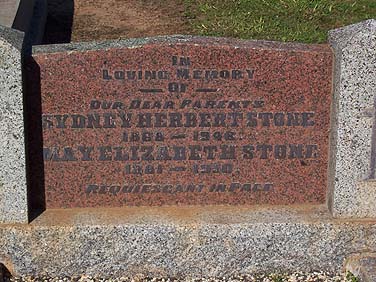 IN
LOVING MEMORY
OF
OUR DEAR PARENTS
SYDNEY HERBERT STONE
MAY ELIZABETH STONE
REQUIESCANT IN PACE